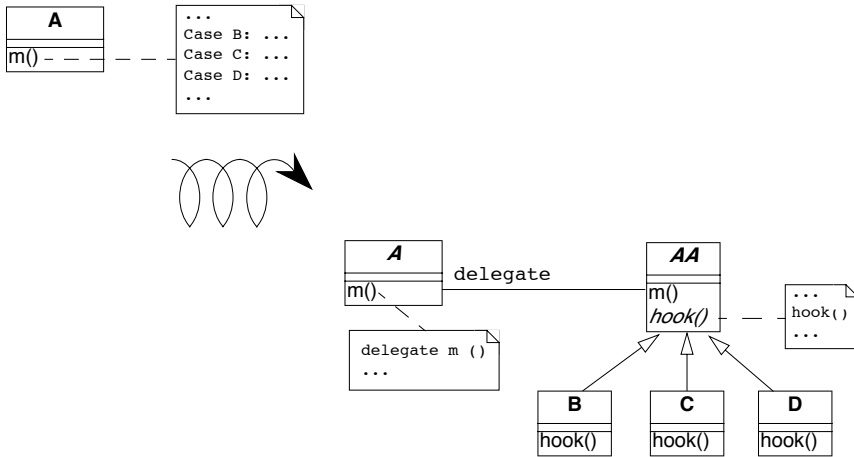 A
m()
...
Case B: ...
Case C: ...
Case D: ...
...
A
m()
delegate
AA
m()
hook()
...
hook()
...
delegate m ()
...
B
hook()
C
hook()
D
hook()